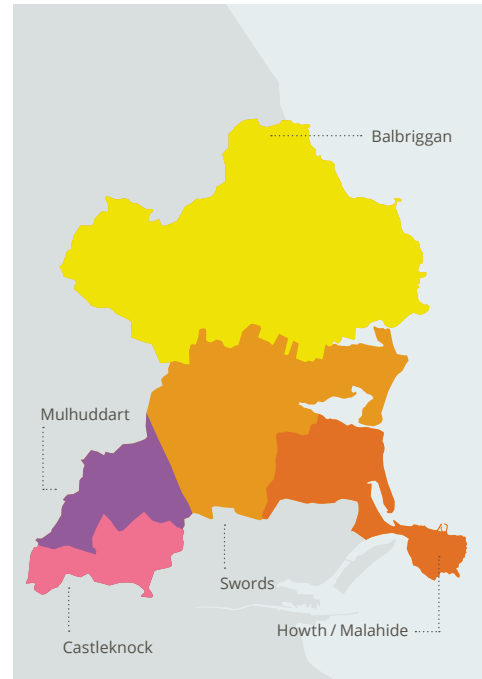 Balbriggan
Mulhuddart
Swords
Howth / Malahide
Castleknock